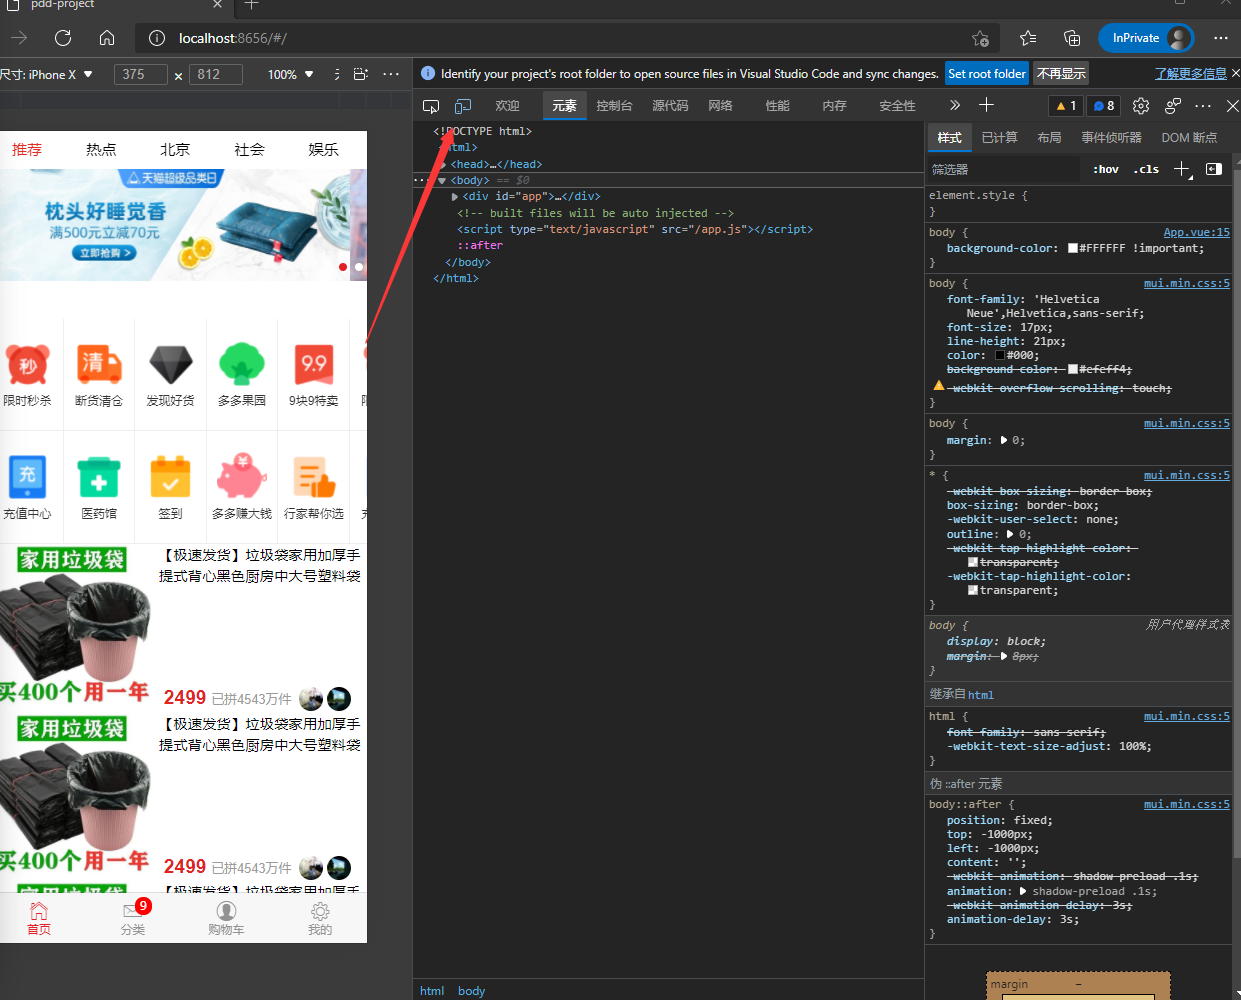 pdd-project
localhost:8656/#/
InPrivate
尺寸: iPhone X
375
×
812
100%
Identify your project's root folder to open source files in Visual Studio Code and sync changes.
Set root folder
不再显示
了解更多信息
欢迎
元素
控制台
源代码
网络
性能
内存
安全性
1
8
推荐
热点
北京
社会
娱乐
天猫超级品类日
枕头好睡觉香
满500元立减70元
立即抢购 >
限时秒杀
断货清仓
发现好货
多多果园
9块9特卖
秒
清
9.9
充值中心
医药馆
签到
多多赚大钱
行家帮你选
充
家用垃圾袋
【极速发货】垃圾袋家用加厚手
提式背心黑色厨房中大号塑料袋
买400个用一年
2499 已拼4543万件
家用垃圾袋
【极速发货】垃圾袋家用加厚手
提式背心黑色厨房中大号塑料袋
买400个用一年
2499 已拼4543万件
家用垃圾袋
【极速发货】垃圾袋家用加厚手
9
首页
分类
购物车
我的
<!DOCTYPE html>
<html>
<head>…</head>
<body> == $0
<div id="app">…</div>
<!-- built files will be auto injected -->
<script type="text/javascript" src="/app.js"></script>
::after
</body>
</html>
html body
样式
已计算
布局
事件侦听器
DOM 断点
筛选器
:hov .cls
element.style {
}
body {
App.vue:15
background-color: #FFFFFF !important;
}
body {
mui.min.css:5
font-family: 'Helvetica
Neue',Helvetica,sans-serif;
font-size: 17px;
line-height: 21px;
color: #000;
background-color: #efeff4;
-webkit-overflow-scrolling: touch;
}
body {
mui.min.css:5
margin: 0;
}
* {
mui.min.css:5
-webkit-box-sizing: border-box;
box-sizing: border-box;
-webkit-user-select: none;
outline: 0;
-webkit-tap-highlight-color:
transparent;
-webkit-tap-highlight-color:
transparent;
}
body {
用户代理样式表
display: block;
margin: 8px;
}
继承自 html
html {
mui.min.css:5
font-family: sans-serif;
-webkit-text-size-adjust: 100%;
}
伪 ::after 元素
body::after {
mui.min.css:5
position: fixed;
top: -1000px;
left: -1000px;
content: '';
-webkit-animation: shadow-preload .1s;
animation: shadow-preload .1s;
-webkit-animation-delay: 3s;
animation-delay: 3s;
}
margin
–